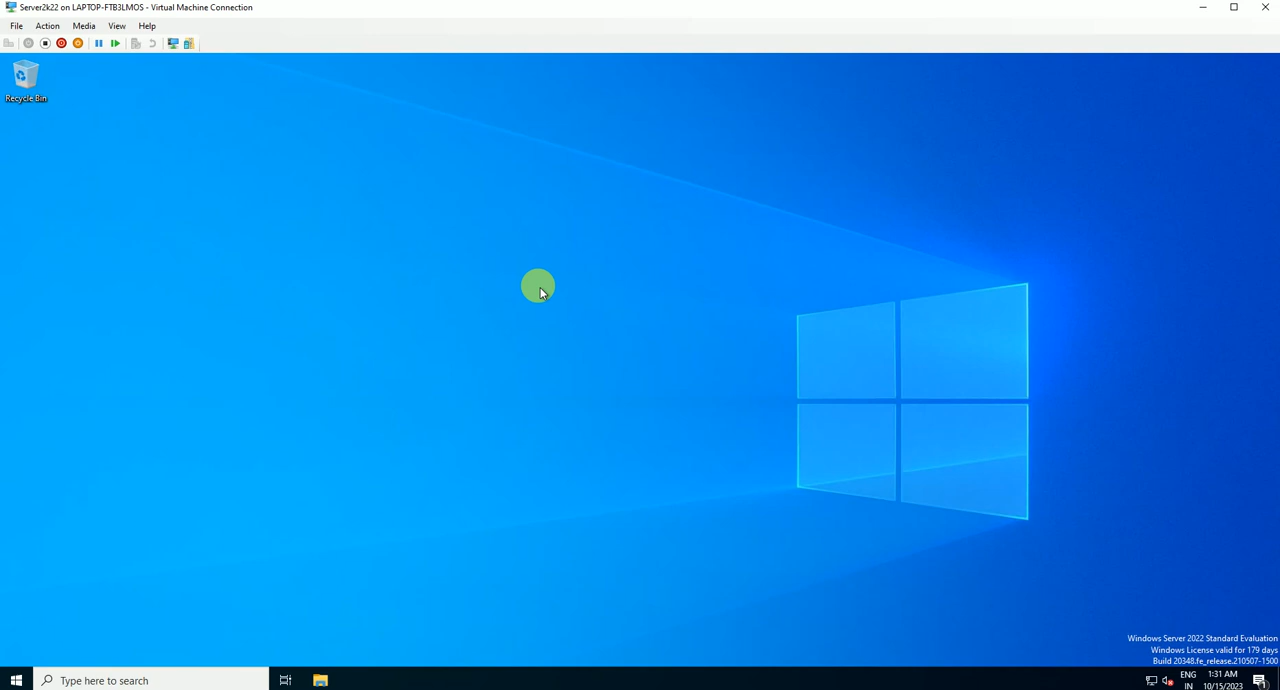 Server2k22 on LAPTOP-FTB3LMOS - Virtual Machine Connection
File Action Media View Help
Recycle Bin
Windows Server 2022 Standard Evaluation
Windows License valid for 179 days
Build 20348.fe_release.210507-1500
Type here to search
ENG
IN
1:31 AM
10/15/2023
1